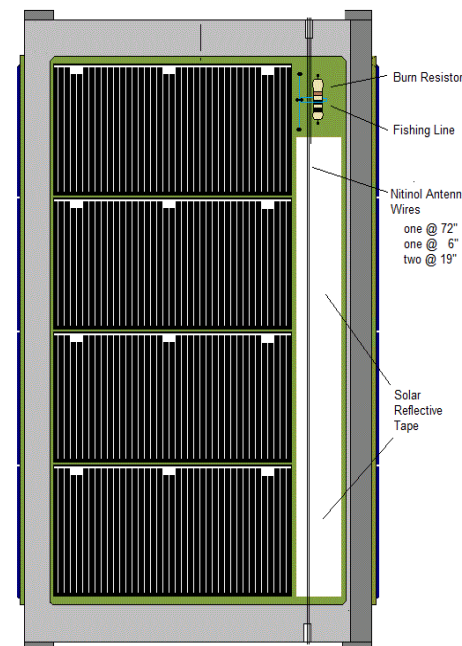 Burn Resistor
Fishing Line
Nitinol Antenn
Wires
one @ 72"
one @ 6"
two @ 19"
Solar
Reflective
Tape